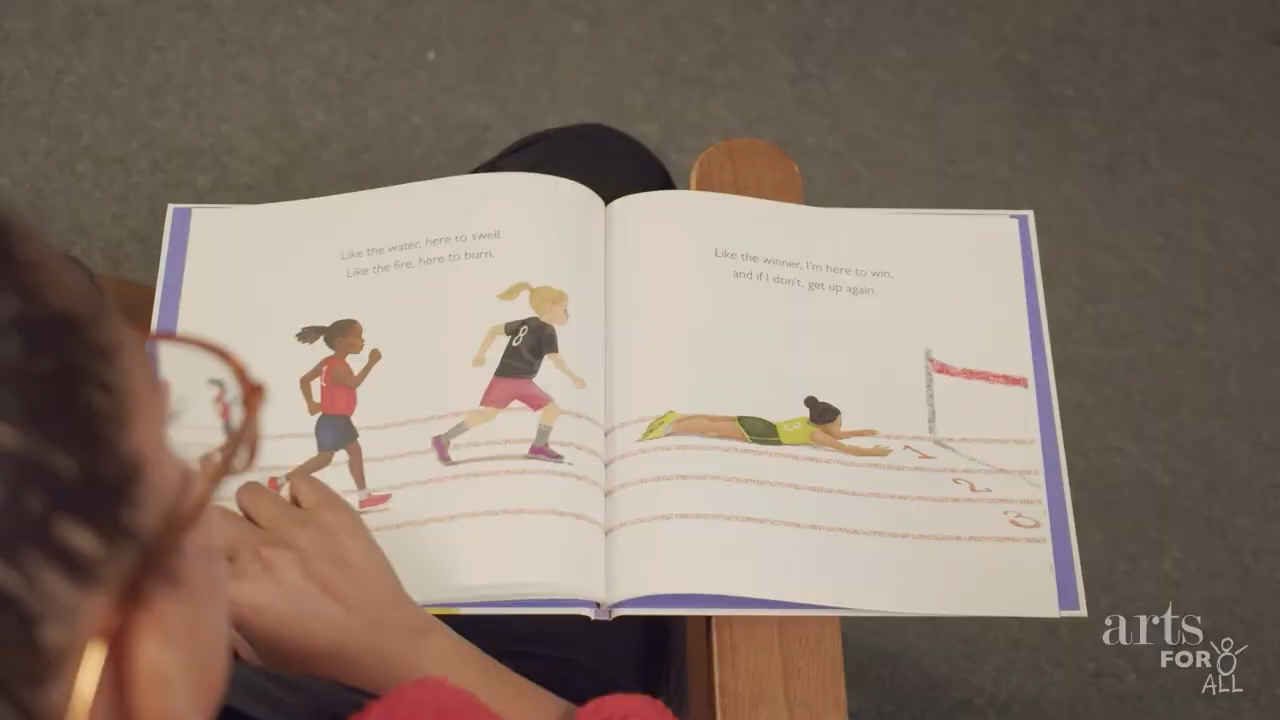 Like the water, here to swell.
Like the fire, here to burn.
8
Like the winner, I'm here to win,
and if I don't, get up again.
3
1
2
3
arts
FOR
ALL